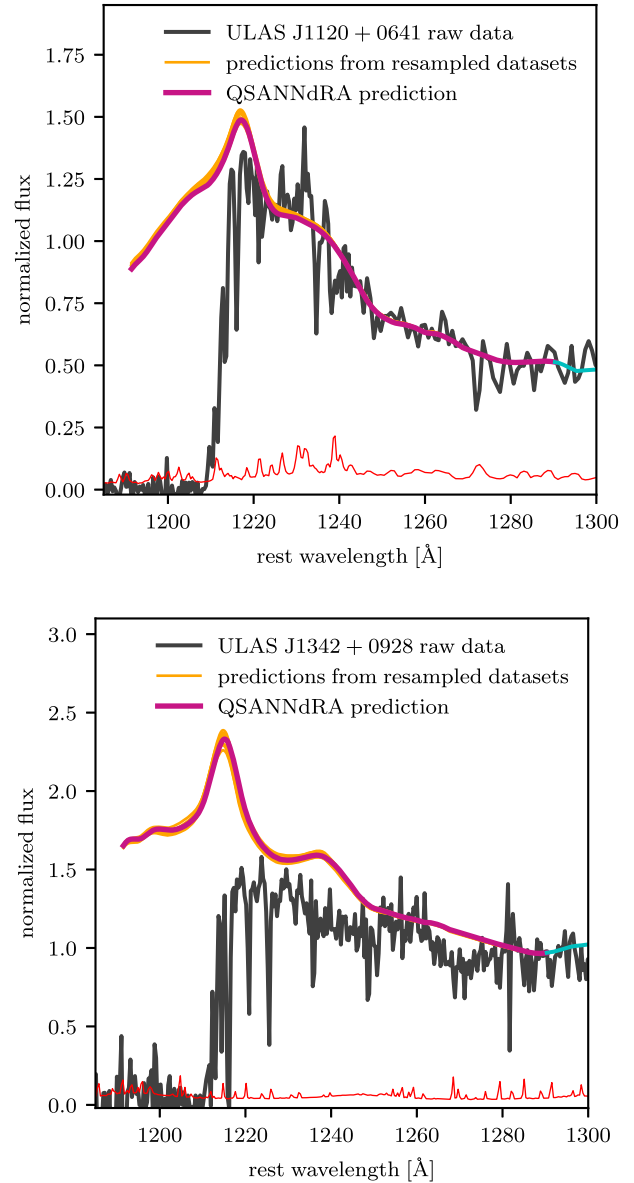 ULAS J1120 + 0641 raw data
predictions from resampled datasets
QSANNdRA prediction
1.75
1.50
1.25
1.00
0.75
0.50
0.25
0.00
normalized flux
1200 1220 1240 1260 1280 1300
rest wavelength [Å]
ULAS J1342 + 0928 raw data
predictions from resampled datasets
QSANNdRA prediction
3.0
2.5
2.0
1.5
1.0
0.5
0.0
normalized flux
1200 1220 1240 1260 1280 1300
rest wavelength [Å]